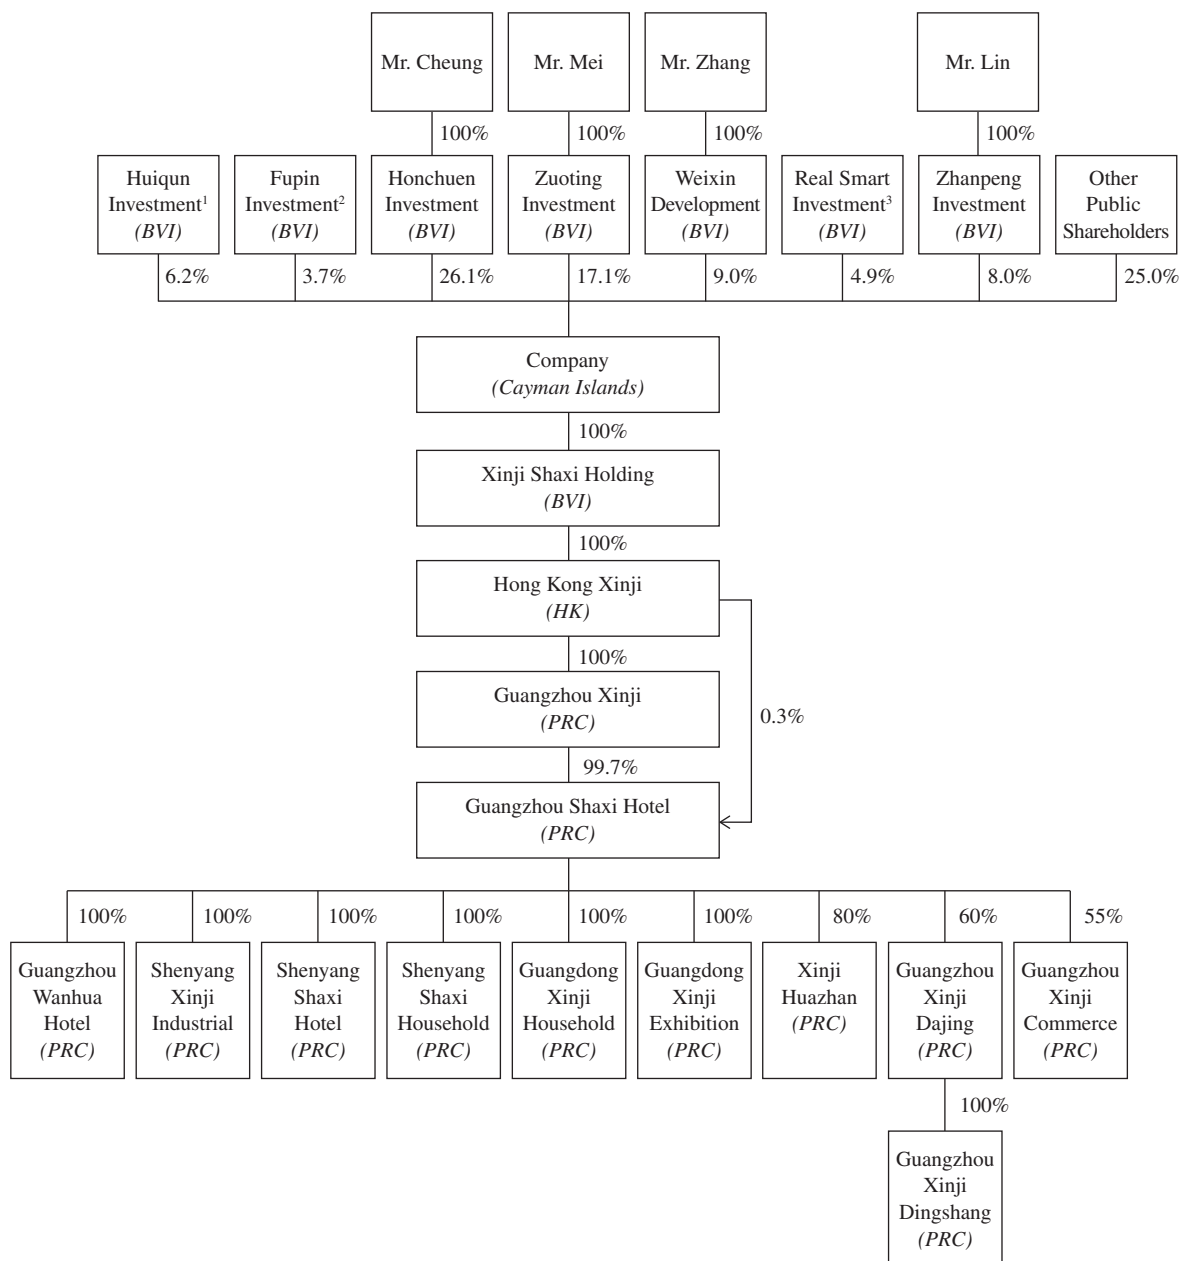 Mr. Cheung
Mr. Mei
Mr. Zhang
Mr. Lin
100%
100%
100%
100%
Huiqun
Investment¹
(BVI)
Fupin
Investment²
(BVI)
Honchuen
Investment
(BVI)
Zuoting
Investment
(BVI)
Weixin
Development
(BVI)
Real Smart
Investment³
(BVI)
Zhanpeng
Investment
(BVI)
Other
Public
Shareholders
6.2%
3.7%
26.1%
17.1%
9.0%
4.9%
8.0%
25.0%
Company
(Cayman Islands)
100%
Xinji Shaxi Holding
(BVI)
100%
Hong Kong Xinji
(HK)
100%
Guangzhou Xinji
(PRC)
0.3%
99.7%
Guangzhou Shaxi Hotel
(PRC)
100%
100%
100%
100%
100%
100%
80%
60%
55%
Guangzhou
Wanhua
Hotel
(PRC)
Shenyang
Xinji
Industrial
(PRC)
Shenyang
Shaxi
Hotel
(PRC)
Shenyang
Shaxi
Household
(PRC)
Guangdong
Xinji
Household
(PRC)
Guangdong
Xinji
Exhibition
(PRC)
Xinji
Huazhan
(PRC)
Guangzhou
Xinji
Dajing
(PRC)
Guangzhou
Xinji
Commerce
(PRC)
100%
Guangzhou
Xinji
Dingshang
(PRC)